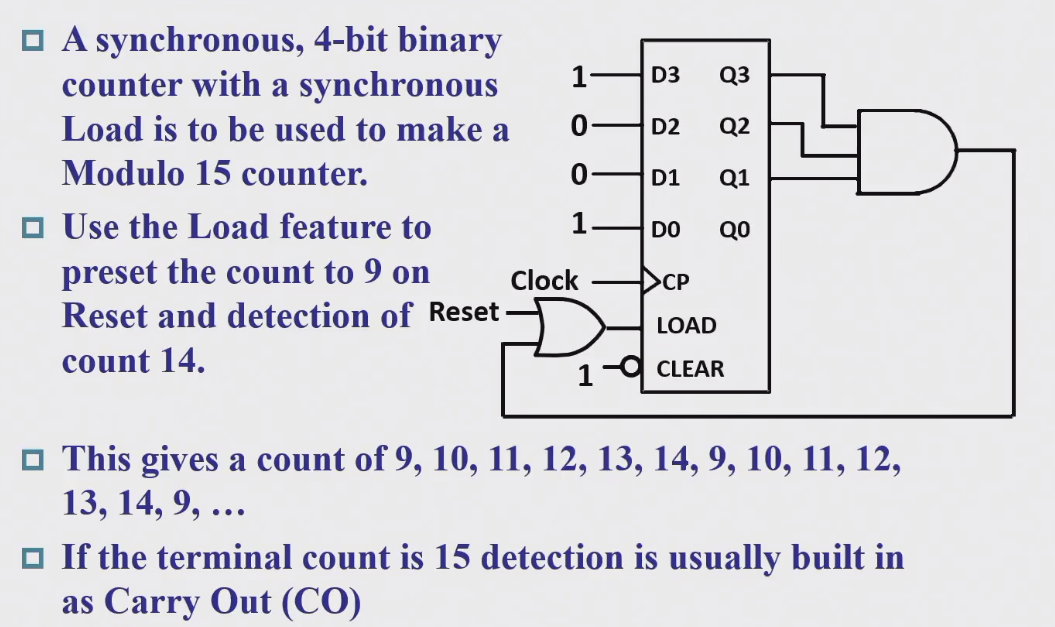 A synchronous, 4-bit binary
counter with a synchronous
Load is to be used to make a
Modulo 15 counter.
Use the Load feature to
preset the count to 9 on
Reset and detection of
count 14.
1 D3 Q3
0 D2 Q2
0 D1 Q1
1 D0 Q0
Clock CP
Reset LOAD
1 CLEAR
This gives a count of 9, 10, 11, 12, 13, 14, 9, 10, 11, 12,
13, 14, 9, …
If the terminal count is 15 detection is usually built in
as Carry Out (CO)